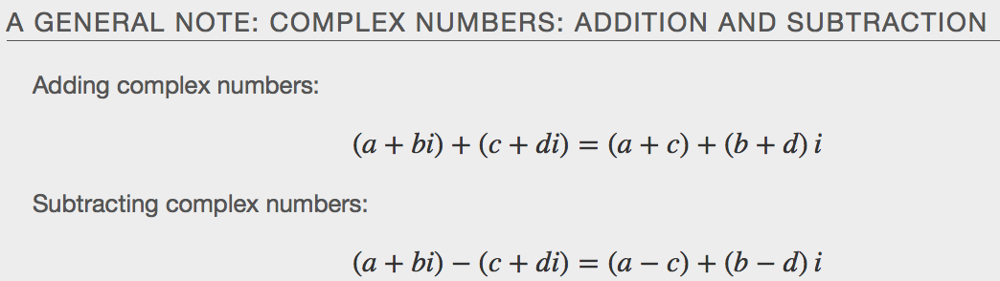 A GENERAL NOTE: COMPLEX NUMBERS: ADDITION AND SUBTRACTION
Adding complex numbers:
(a + bi) + (c + di) = (a + c) + (b + d) i
Subtracting complex numbers:
(a + bi) − (c + di) = (a − c) + (b − d) i